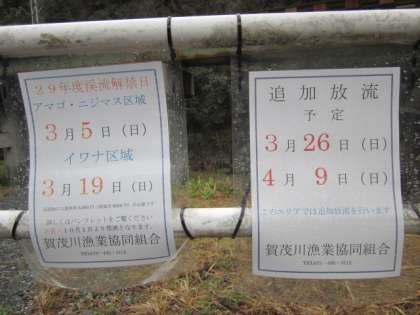 29年度渓流解禁日
アマゴ・ニジマス区域
3月5日（日）
イワナ区域
3月19日（日）
詳しくはパンフレットをご覧ください
賀茂川漁業協同組合
追加放流
予定
3月26日（日）
4月9日（日）
このエリアでは追加放流を行います
賀茂川漁業協同組合